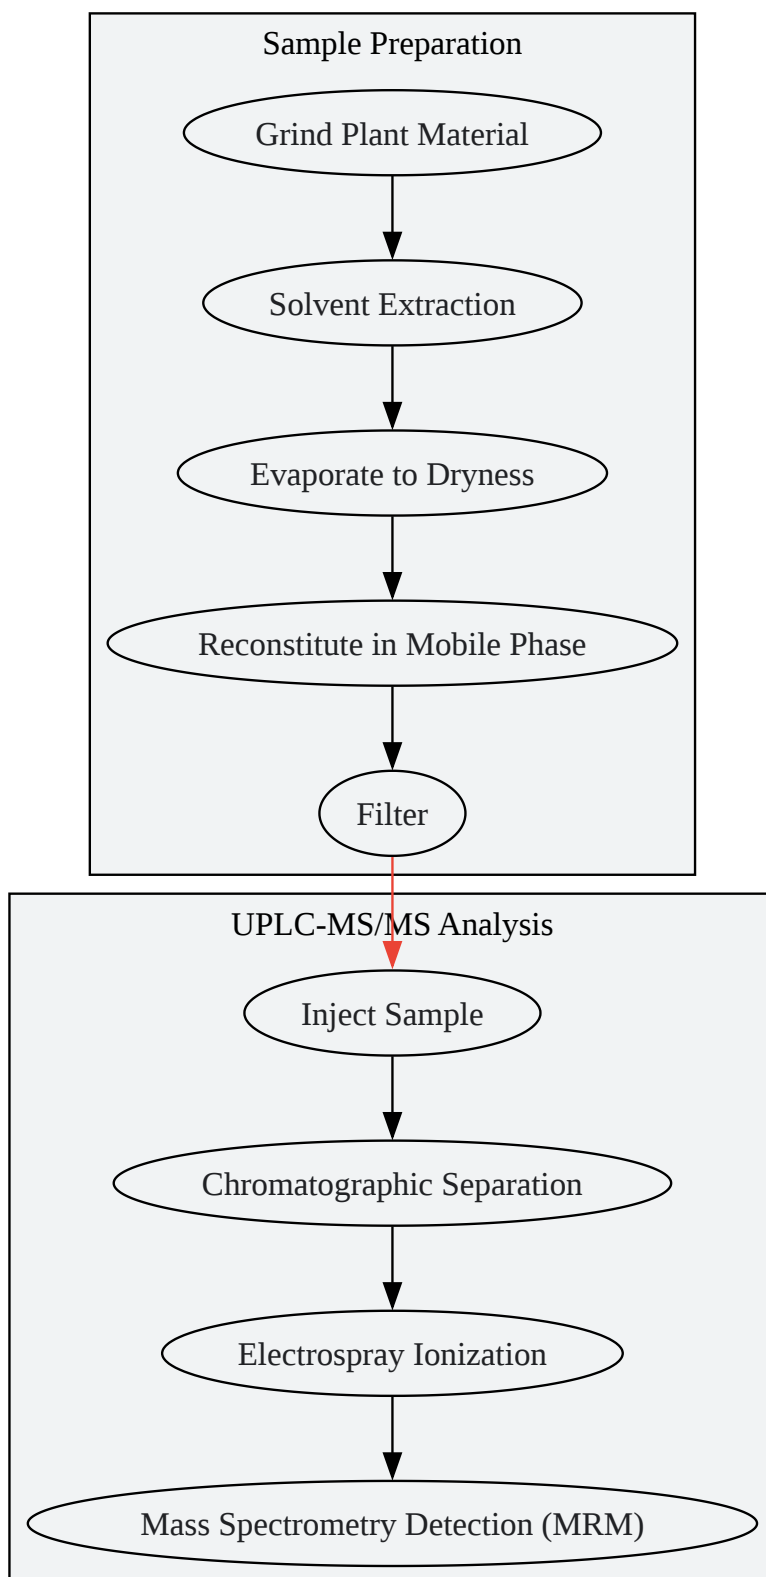 Sample Preparation
Grind Plant Material
Solvent Extraction
Evaporate to Dryness
Reconstitute in Mobile Phase
Filter
UPLC-MS/MS Analysis
Inject Sample
Chromatographic Separation
Electrospray Ionization
Mass Spectrometry Detection (MRM)